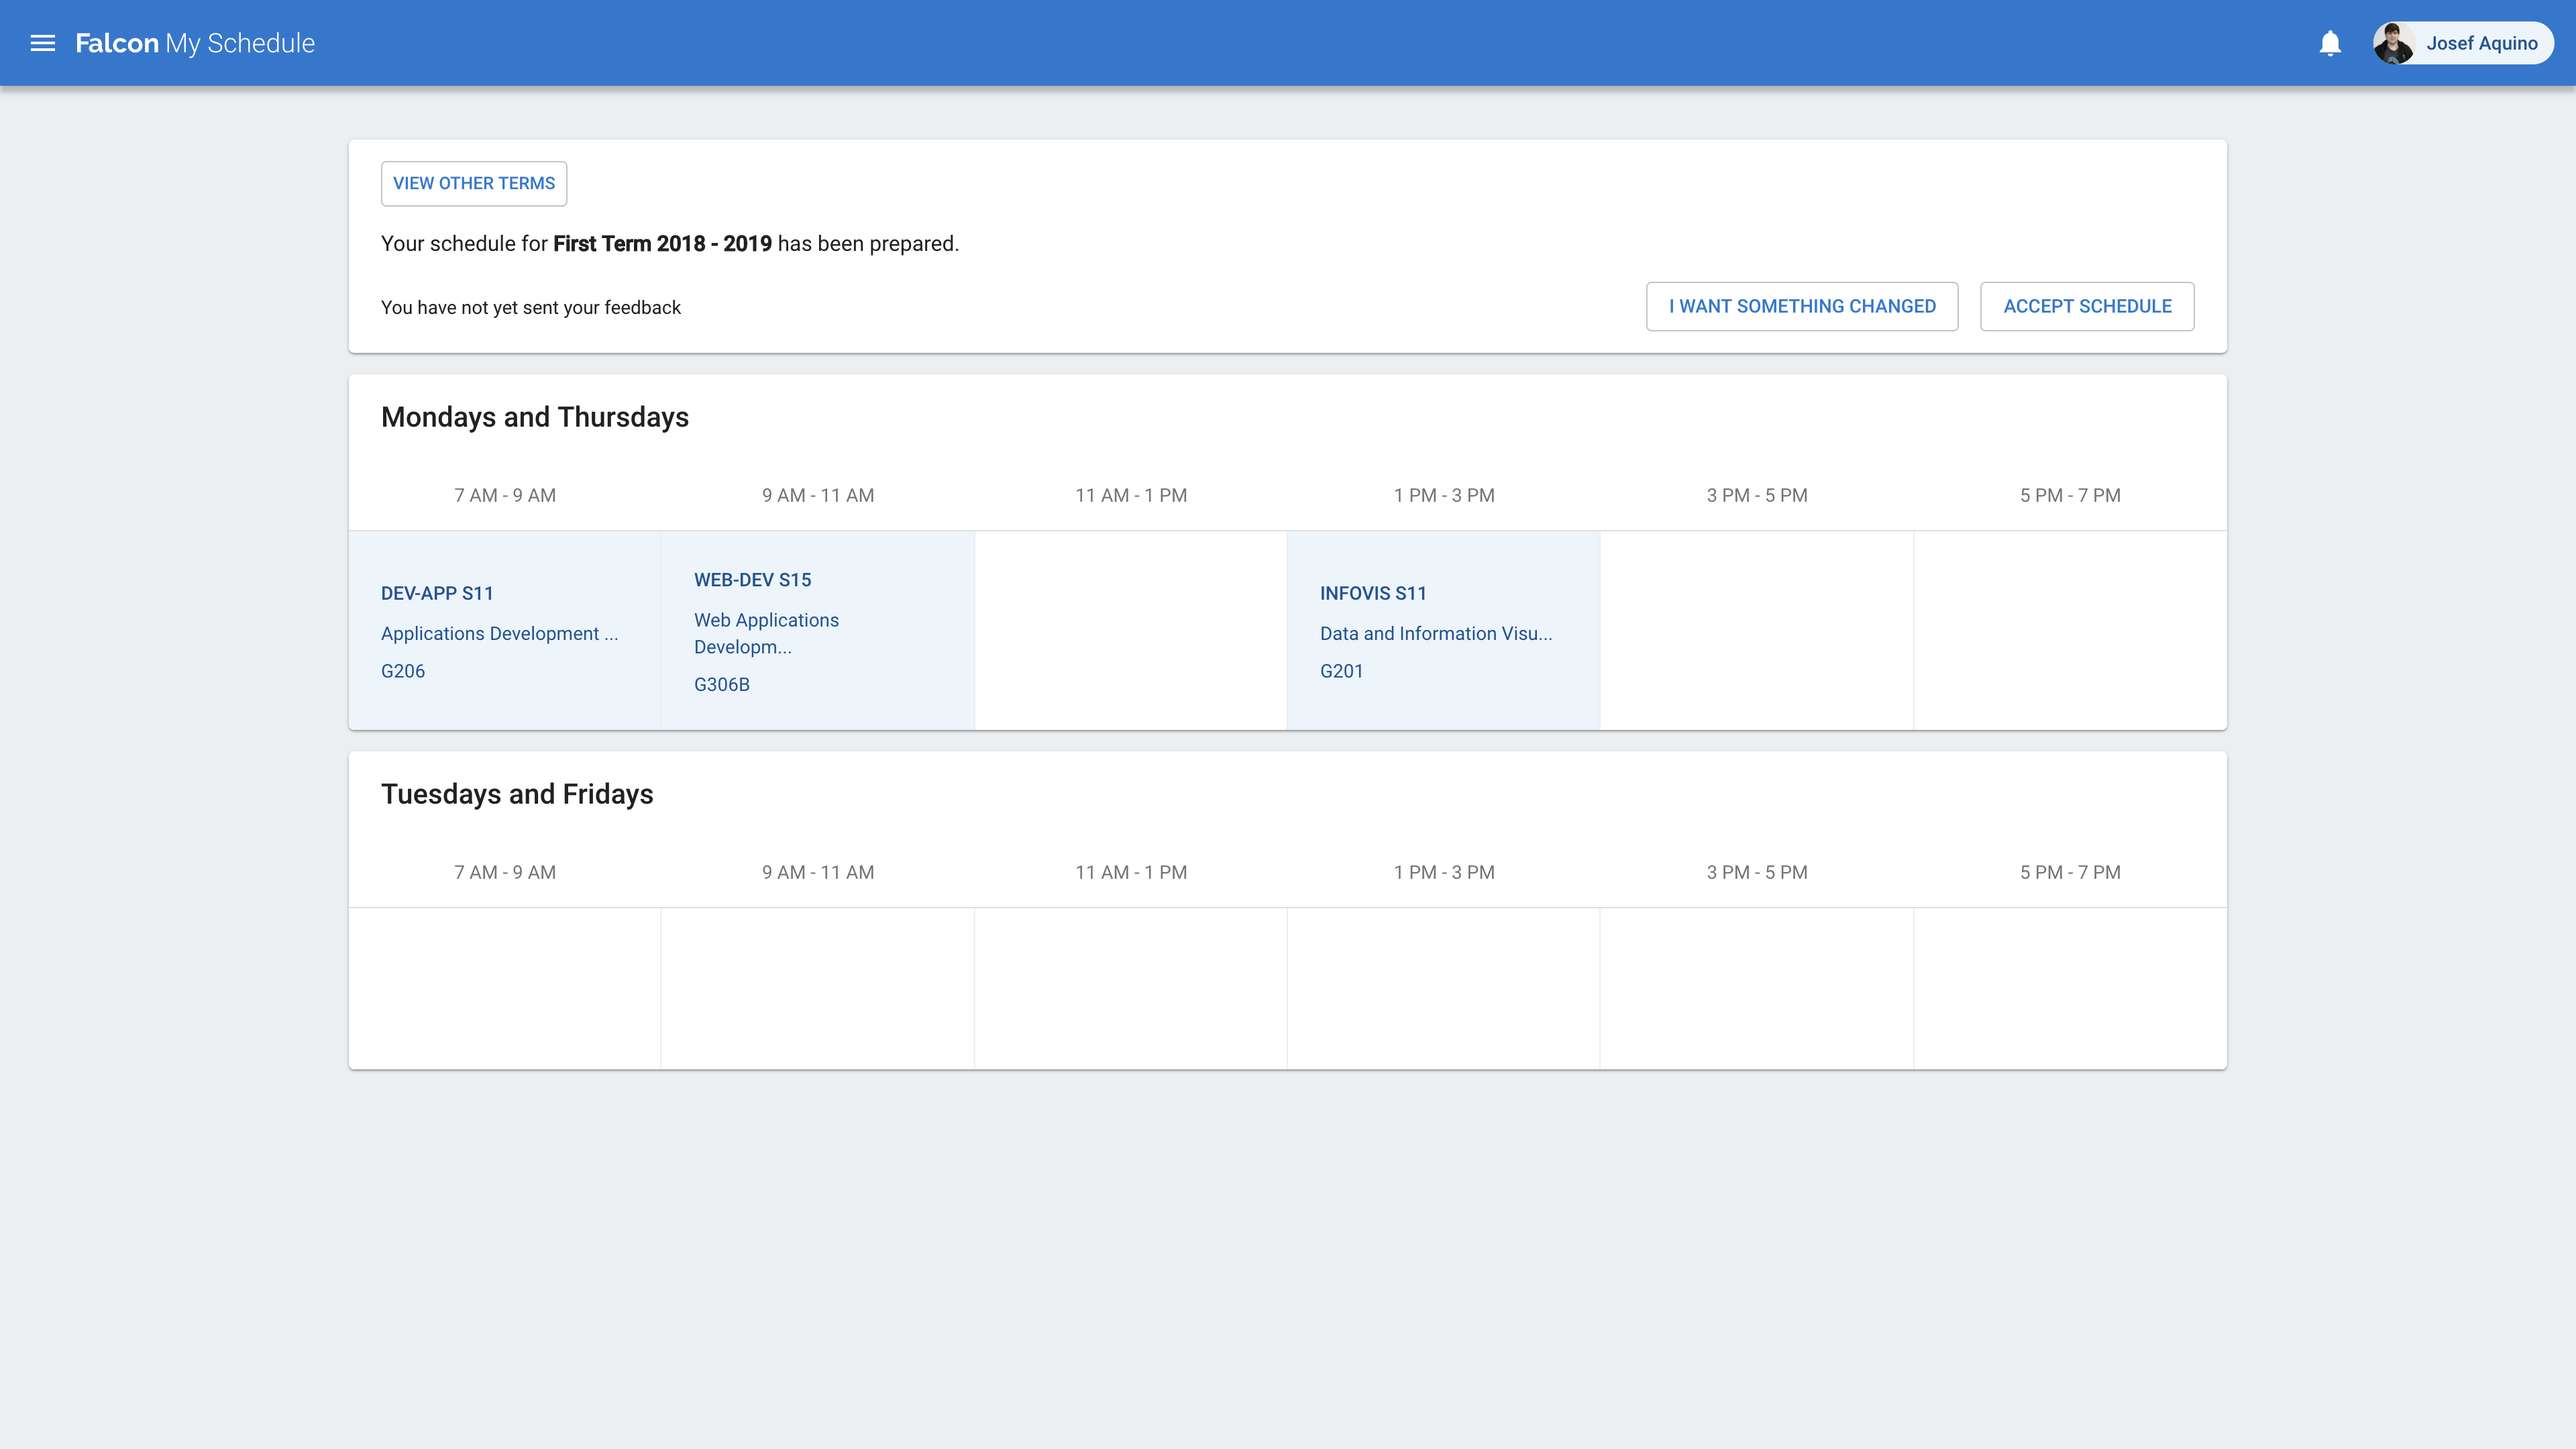 Falcon My Schedule
Josef Aquino
VIEW OTHER TERMS
Your schedule for First Term 2018 - 2019 has been prepared.
You have not yet sent your feedback
I WANT SOMETHING CHANGED
ACCEPT SCHEDULE
Mondays and Thursdays
7 AM - 9 AM
9 AM - 11 AM
11 AM - 1 PM
1 PM - 3 PM
3 PM - 5 PM
5 PM - 7 PM
DEV-APP S11
Applications Development ...
G206
WEB-DEV S15
Web Applications
Developm...
G306B
INFOVIS S11
Data and Information Visu...
G201
Tuesdays and Fridays
7 AM - 9 AM
9 AM - 11 AM
11 AM - 1 PM
1 PM - 3 PM
3 PM - 5 PM
5 PM - 7 PM